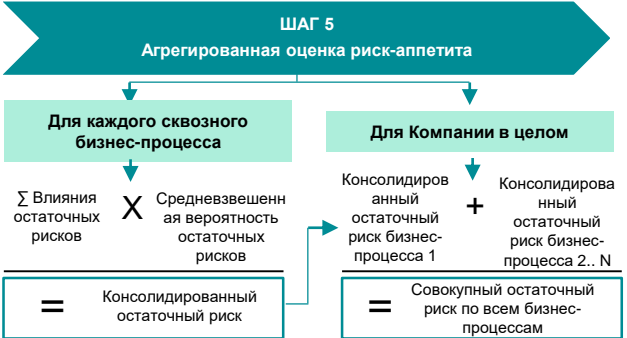 ШАГ 5
Агрегированная оценка риск-аппетита
Для каждого сквозного
бизнес-процесса
∑ Влияния
остаточных
рисков
X
Средневзвешенн
ая вероятность
остаточных
рисков
=
Консолидированный
остаточный риск
Для Компании в целом
Консолидиров
анный
остаточный
риск бизнес-
процесса 1
+
Консолидирова
нный
остаточный
риск бизнес-
процесса 2.. N
=
Совокупный остаточный
риск по всем бизнес-
процессам